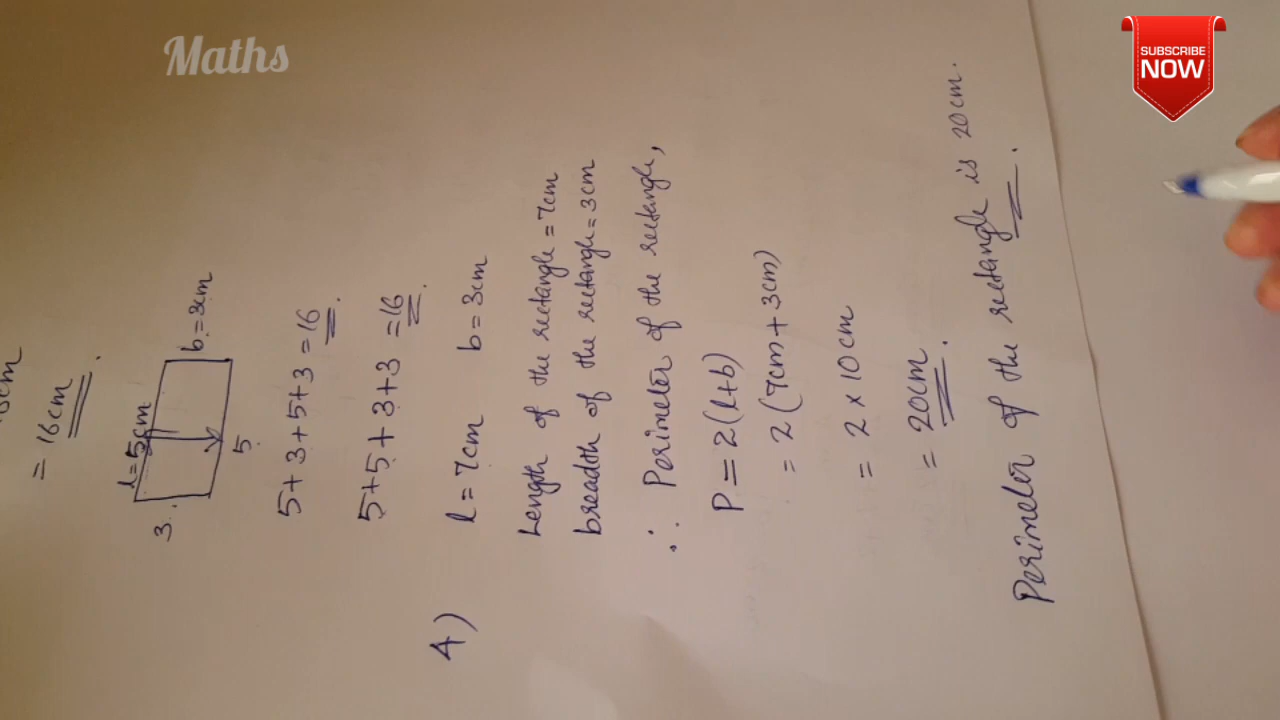 Maths
SUBSCRIBE
NOW
= 16cm
l=5cm
b=3cm
3
5
5+3+5+3=16
5+5+3+3=16
4) l=7cm b=3cm
Length of the rectangle=7cm
breadth of the rectangle=3cm
∴ Perimeter of the rectangle,
P=2(l+b)
= 2(7cm+3cm)
= 2×10cm
= 20cm.
Perimeter of the rectangle is 20cm.